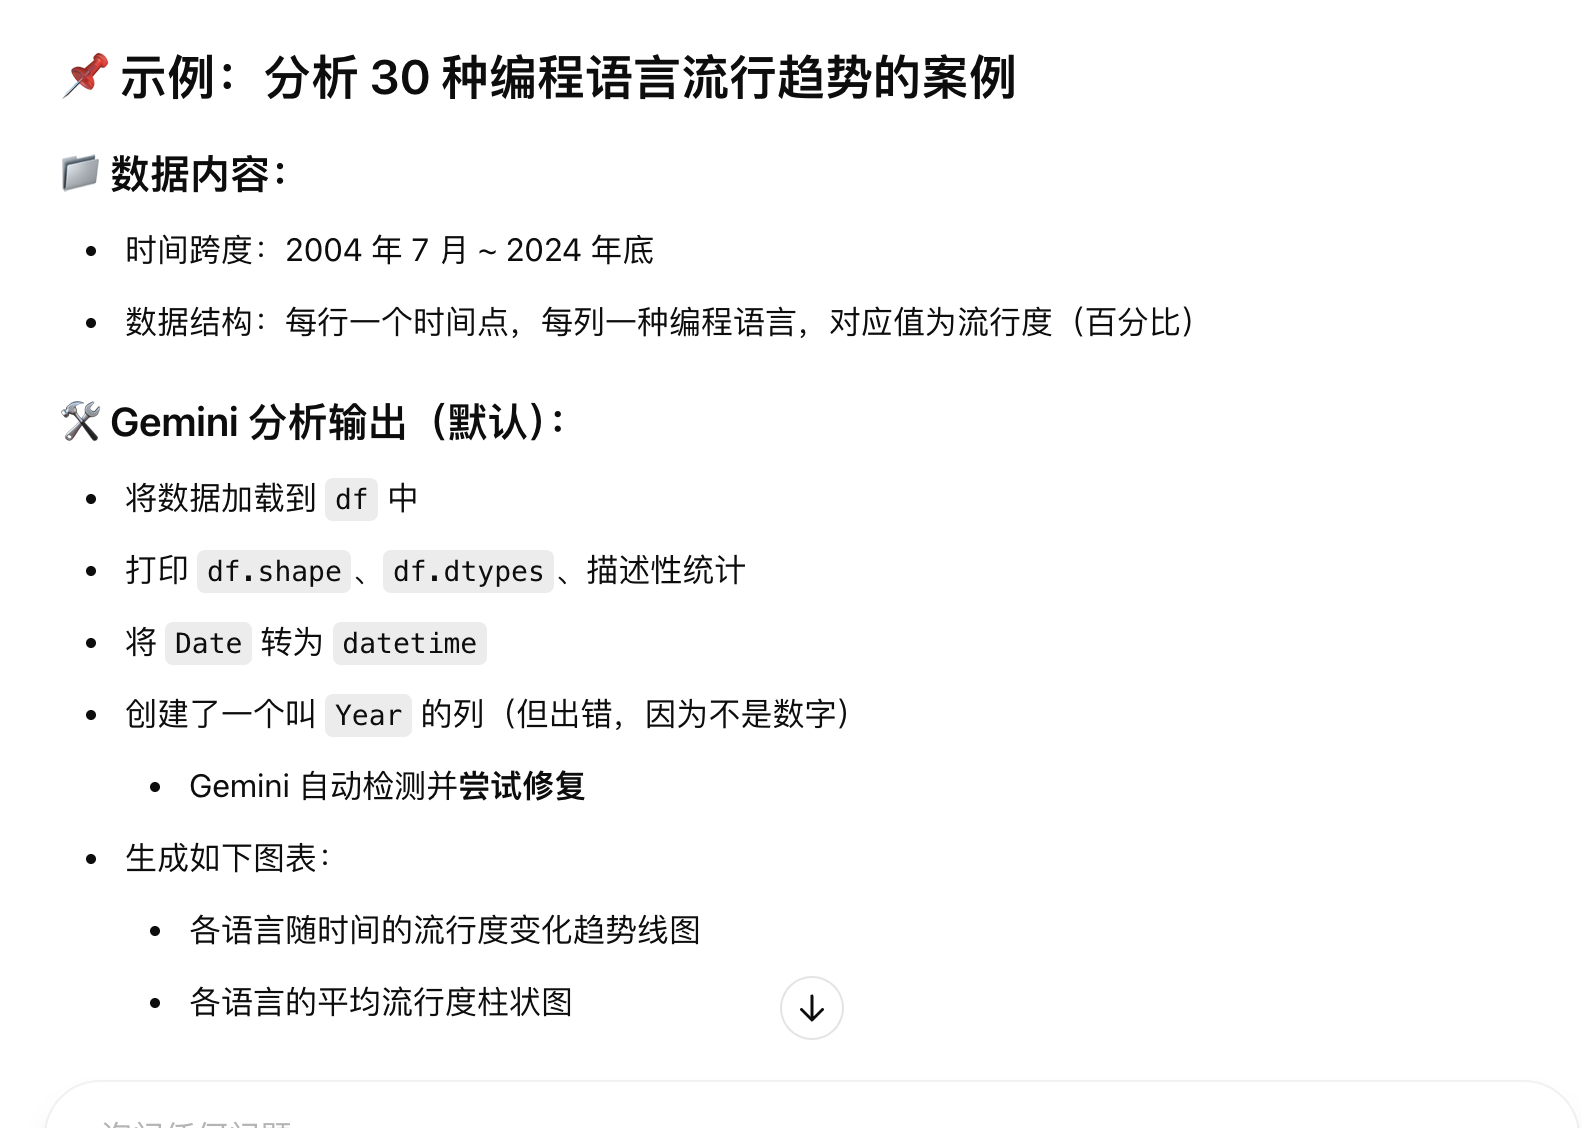 示例：分析 30 种编程语言流行趋势的案例
数据内容：
时间跨度：2004 年 7 月 ~ 2024 年底
数据结构：每行一个时间点，每列一种编程语言，对应值为流行度（百分比）
Gemini 分析输出（默认）：
将数据加载到 df 中
打印 df.shape、df.dtypes、描述性统计
将 Date 转为 datetime
创建了一个叫 Year 的列（但出错，因为不是数字）
Gemini 自动检测并尝试修复
生成如下图表：
各语言随时间的流行度变化趋势线图
各语言的平均流行度柱状图